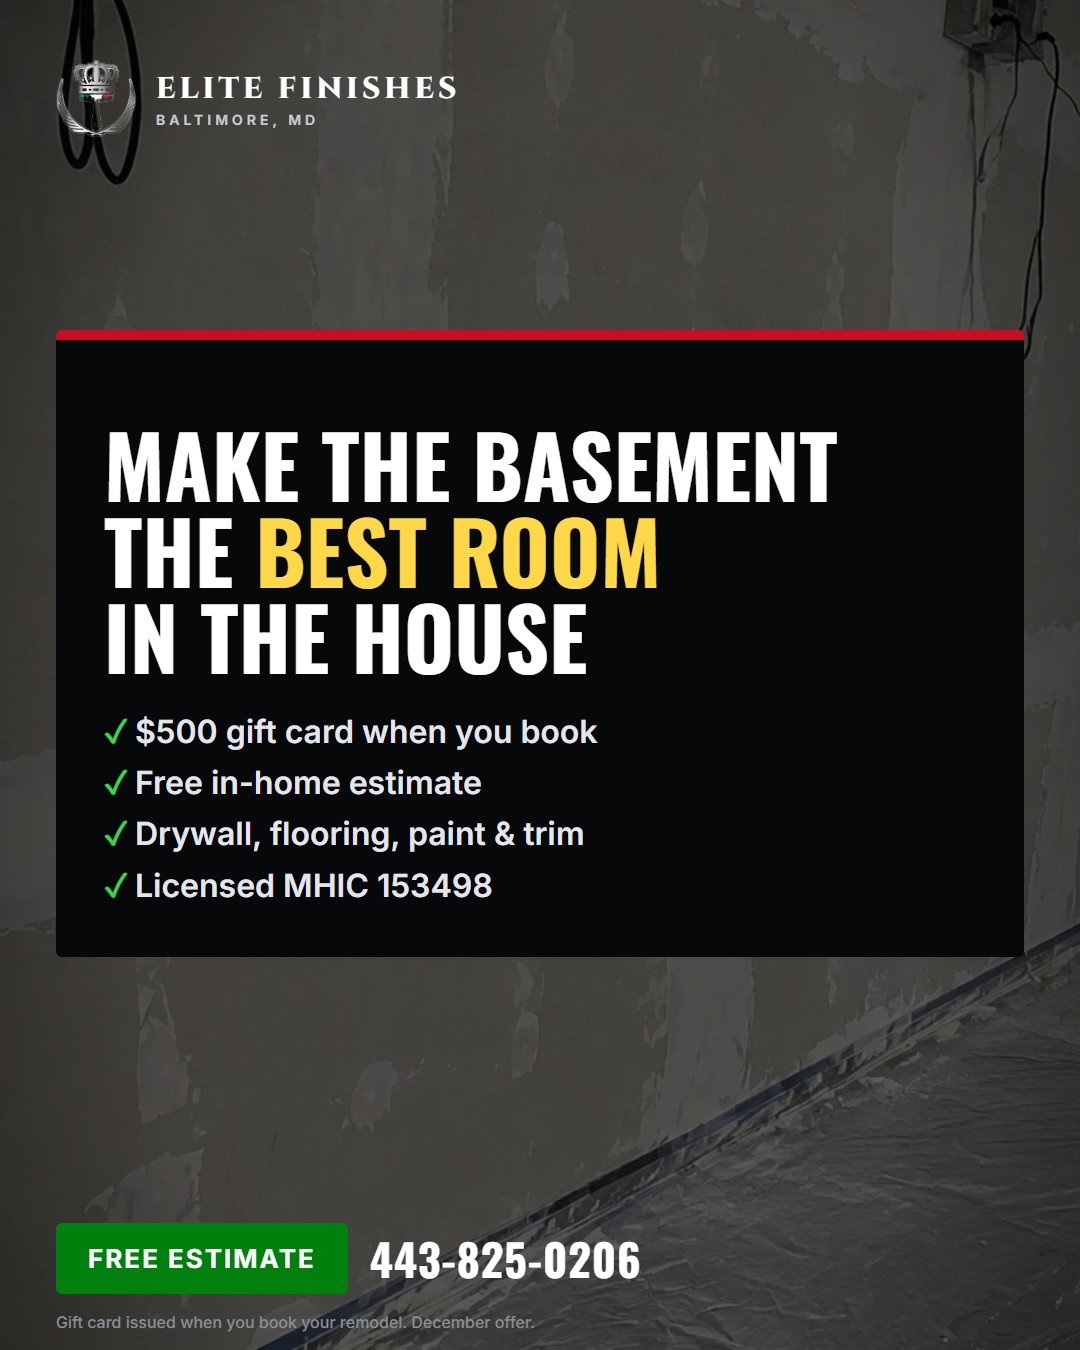 ELITE FINISHES
BALTIMORE, MD
MAKE THE BASEMENT
THE BEST ROOM
IN THE HOUSE
✓ $500 gift card when you book
✓ Free in-home estimate
✓ Drywall, flooring, paint & trim
✓ Licensed MHIC 153498
FREE ESTIMATE
443-825-0206
Gift card issued when you book your remodel. December offer.